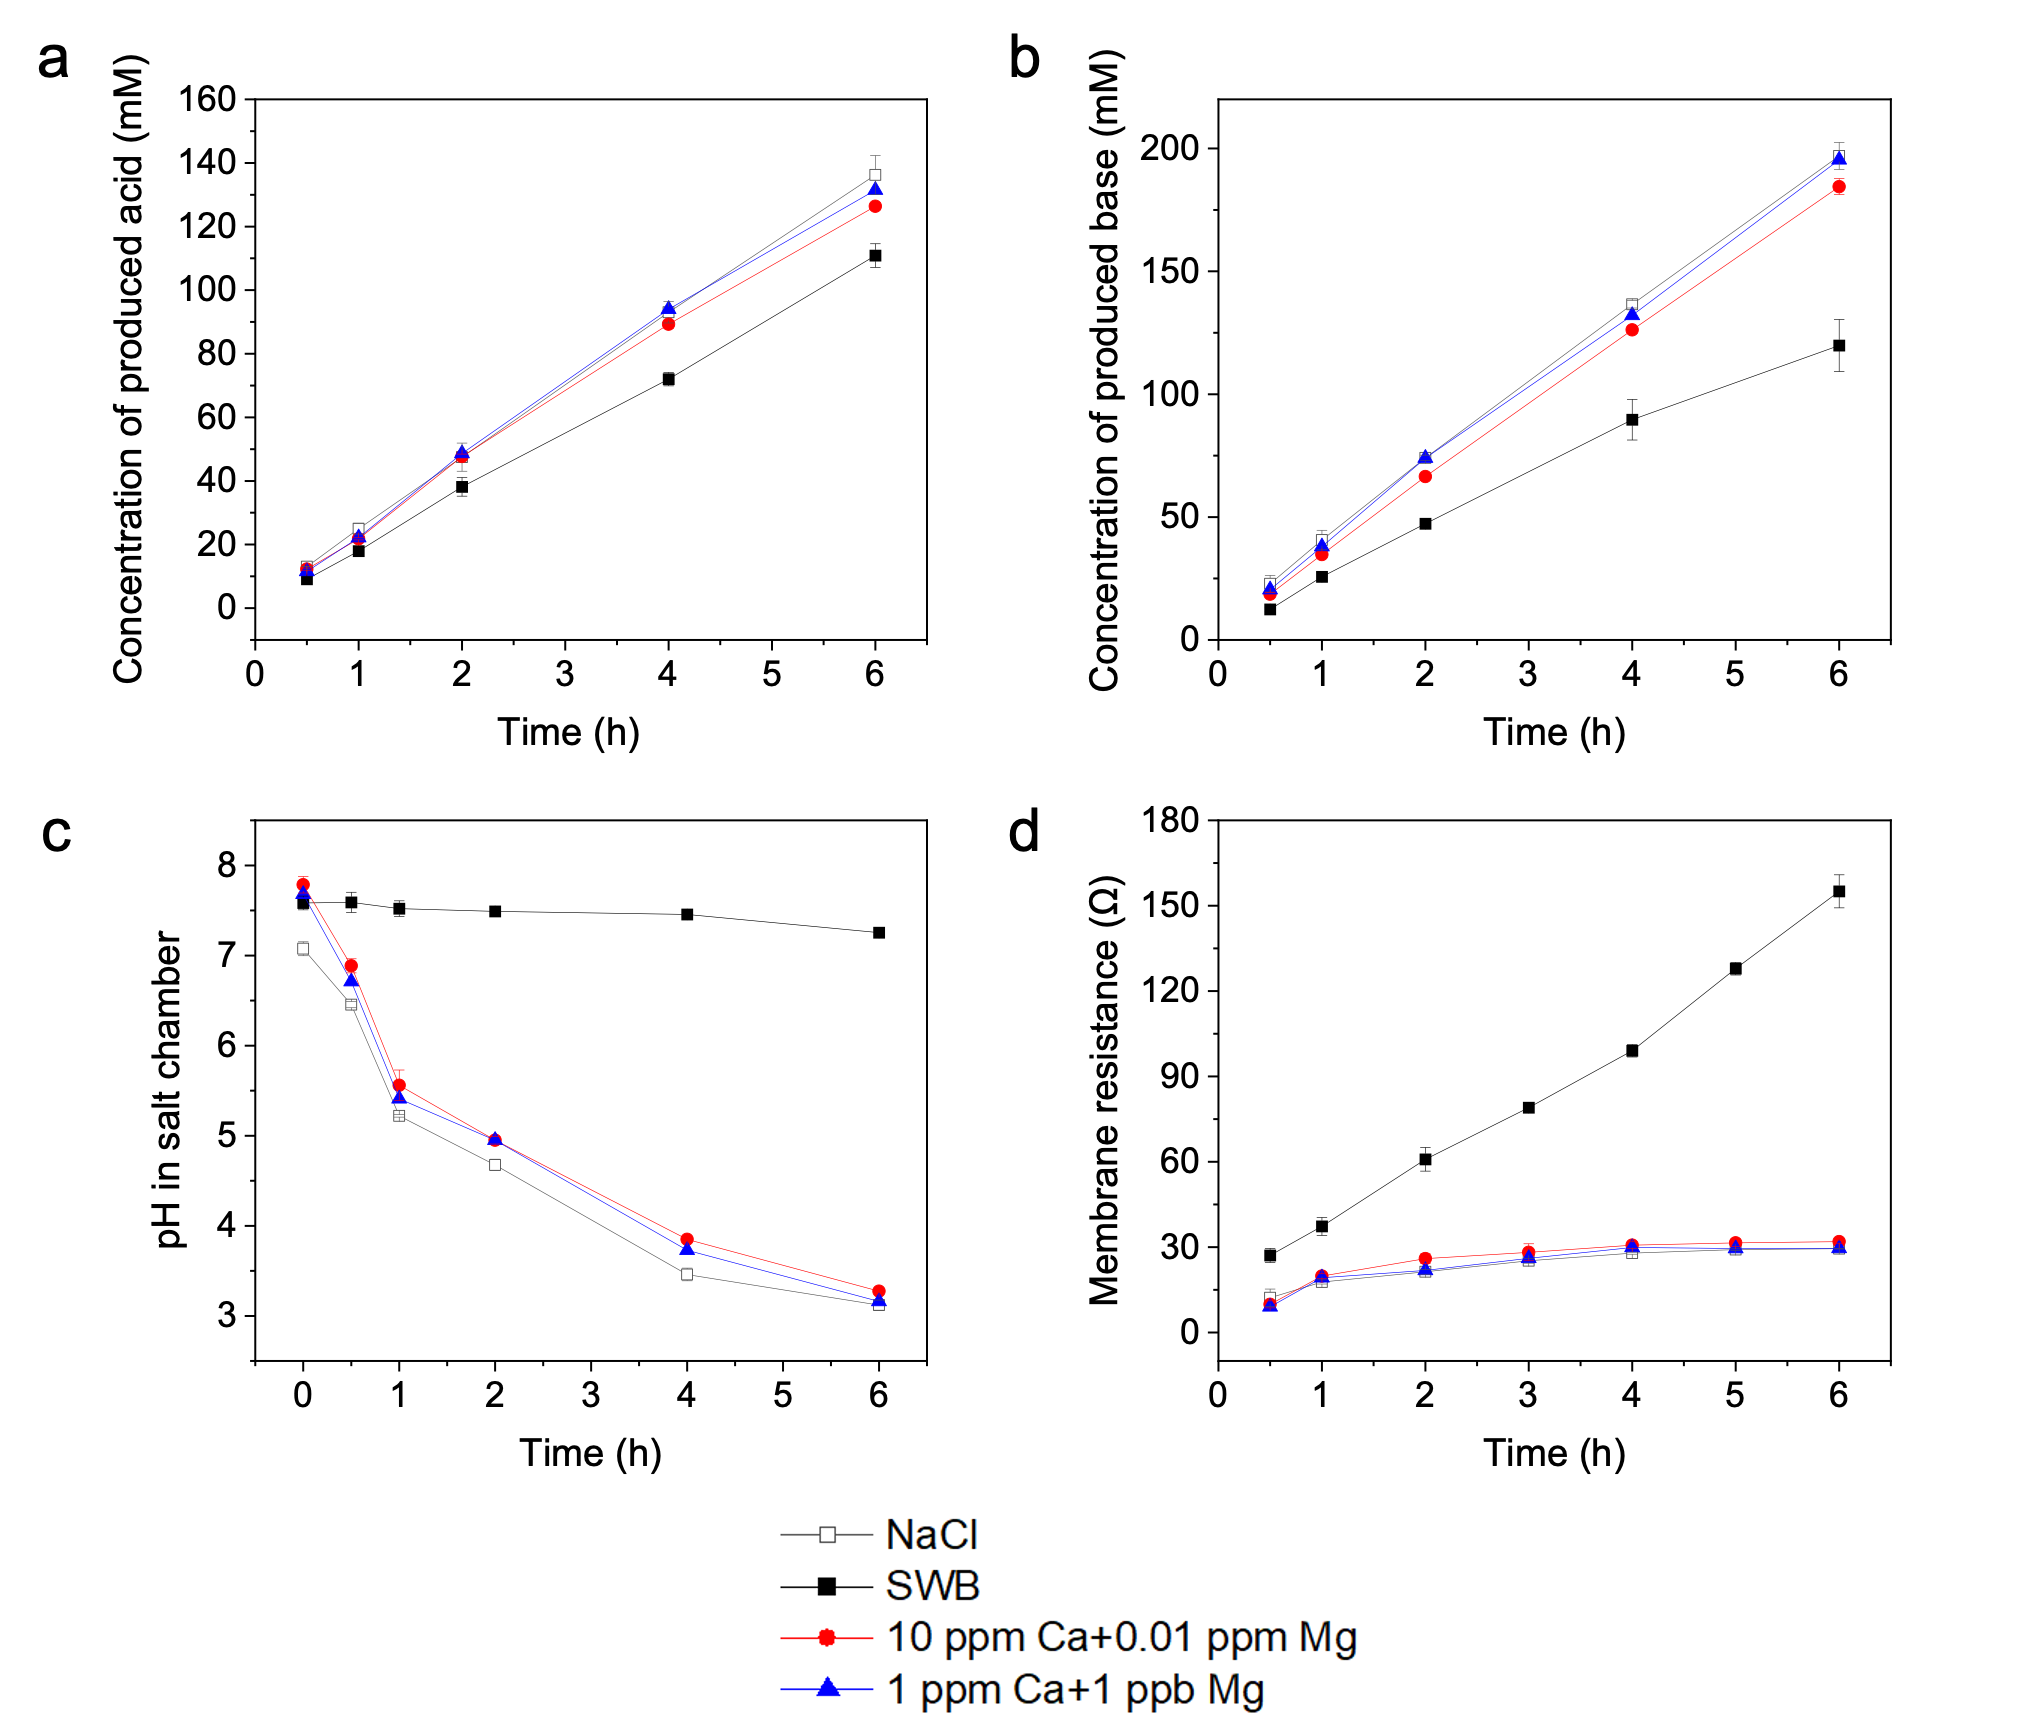 a
Concentration of produced acid (mM)
160
140
120
100
80
60
40
20
0
0 1 2 3 4 5 6
Time (h)
b
Concentration of produced base (mM)
200
150
100
50
0
0 1 2 3 4 5 6
Time (h)
c
pH in salt chamber
8
7
6
5
4
3
0 1 2 3 4 5 6
Time (h)
d
Membrane resistance (Ω)
180
150
120
90
60
30
0
0 1 2 3 4 5 6
Time (h)
NaCl
SWB
10 ppm Ca+0.01 ppm Mg
1 ppm Ca+1 ppb Mg